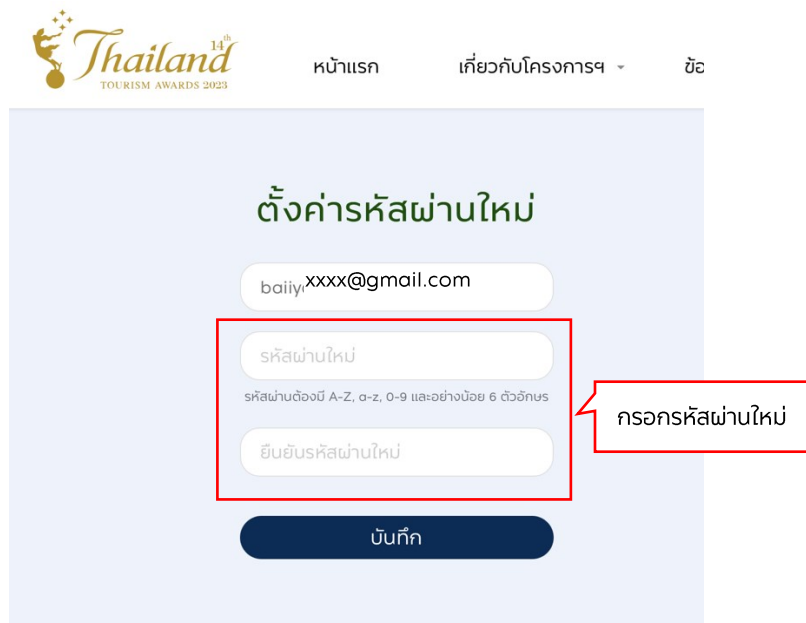 14th
Thailand
TOURISM AWARDS 2023
หน้าแรก
เกี่ยวกับโครงการฯ
ข้อ
ตั้งค่ารหัสผ่านใหม่
baiiyxxxx@gmail.com
รหัสผ่านใหม่
รหัสผ่านต้องมี A-Z, a-z, 0-9 และอย่างน้อย 6 ตัวอักษร
ยืนยันรหัสผ่านใหม่
กรอกรหัสผ่านใหม่
บันทึก